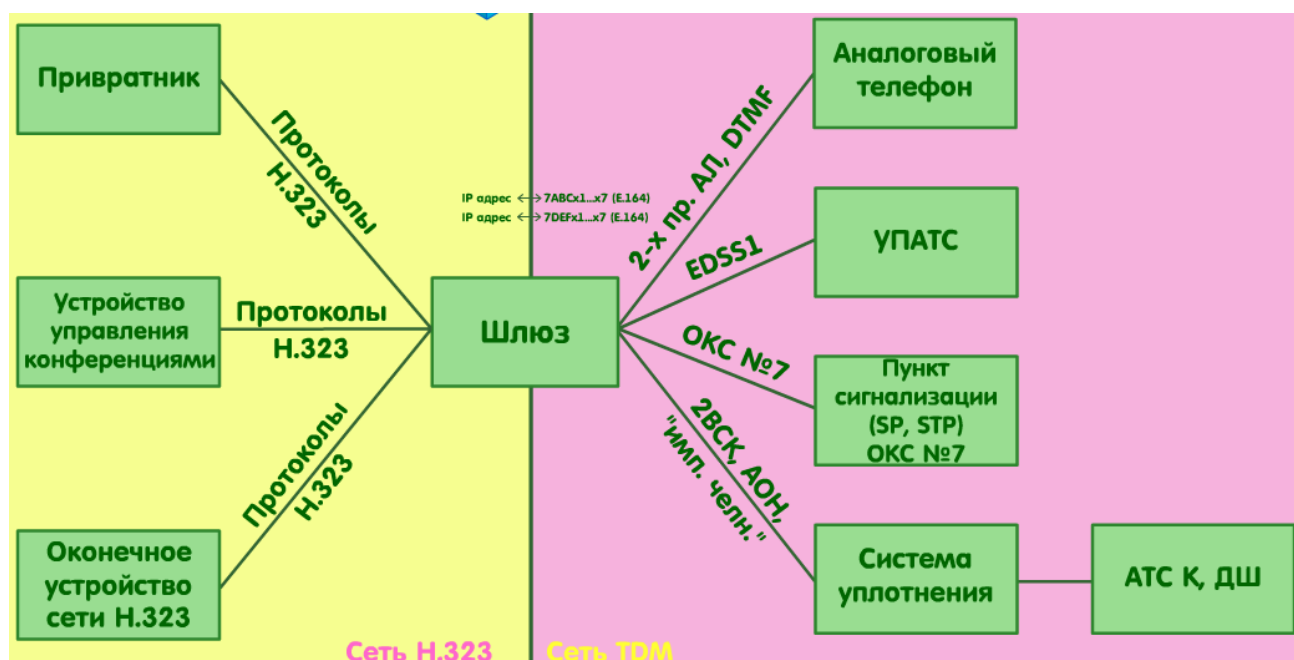 Привратник
Протоколы
Н.323
Устройство
управления
конференциями
Протоколы
Н.323
Оконечное
устройство
сети Н.323
Протоколы
Н.323
IP адрес ⟷ 7ABCx1...x7 (E.164)
IP адрес ⟷ 7DEFx1...x7 (E.164)
Шлюз
2-х пр. АЛ, DTMF
Аналоговый
телефон
EDSS1
УПАТС
ОКС №7
Пункт
сигнализации
(SP, STP)
ОКС №7
2ВСК, АОН,
"имп. челн."
Система
уплотнения
АТС К, ДШ
Сеть Н.323
Сеть TDM